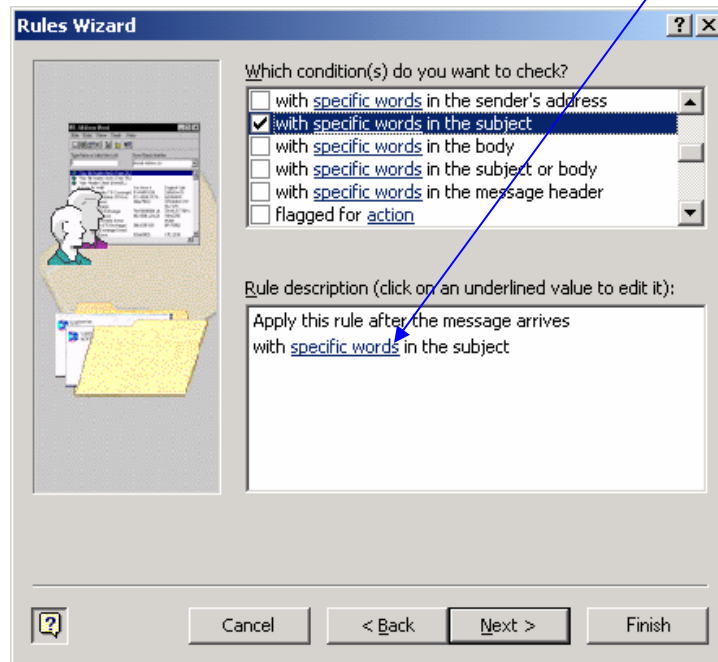 Rules Wizard
Which condition(s) do you want to check?
with specific words in the sender's address
with specific words in the subject
with specific words in the body
with specific words in the subject or body
with specific words in the message header
flagged for action
Rule description (click on an underlined value to edit it):
Apply this rule after the message arrives
with specific words in the subject
Cancel
< Back
Next >
Finish